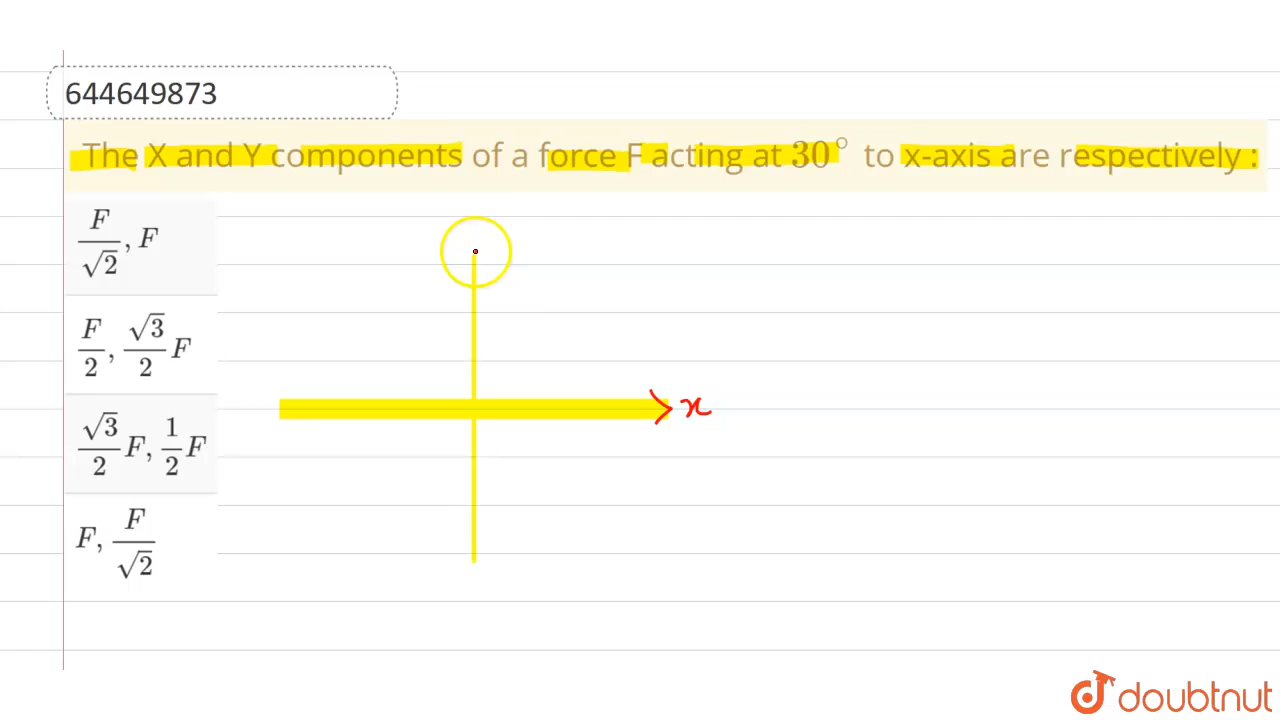 644649873
The X and Y components of a force F acting at 30° to x-axis are respectively :
F/√2, F
F/2, √3/2 F
√3/2 F, 1/2 F
F, F/√2
x
doubtnut